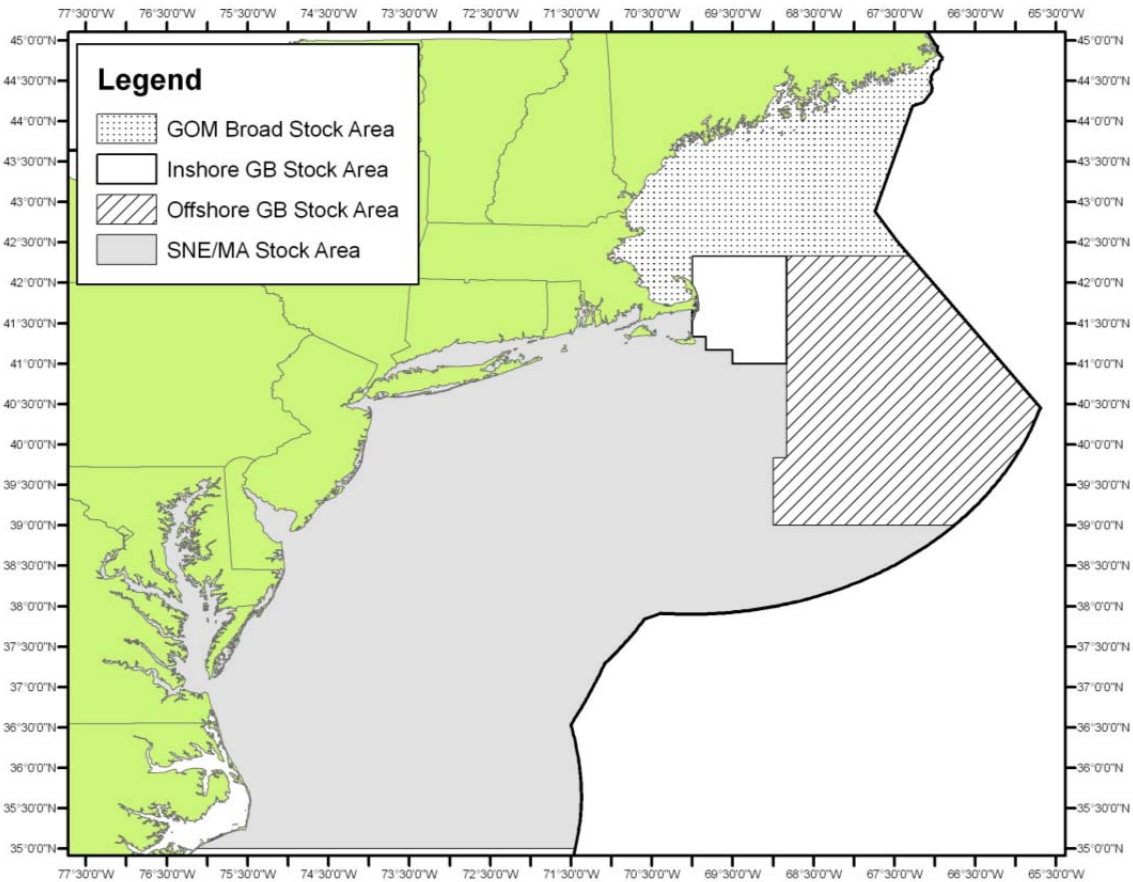 77°30'0"W 76°30'0"W 75°30'0"W 74°30'0"W 73°30'0"W 72°30'0"W 71°30'0"W 70°30'0"W 69°30'0"W 68°30'0"W 67°30'0"W 66°30'0"W 65°30'0"W
Legend
GOM Broad Stock Area
Inshore GB Stock Area
Offshore GB Stock Area
SNE/MA Stock Area
45°0'0"N 45°0'0"N
44°30'0"N 44°30'0"N
44°0'0"N 44°0'0"N
43°30'0"N 43°30'0"N
43°0'0"N 43°0'0"N
42°30'0"N 42°30'0"N
42°0'0"N 42°0'0"N
41°30'0"N 41°30'0"N
41°0'0"N 41°0'0"N
40°30'0"N 40°30'0"N
40°0'0"N 40°0'0"N
39°30'0"N 39°30'0"N
39°0'0"N 39°0'0"N
38°30'0"N 38°30'0"N
38°0'0"N 38°0'0"N
37°30'0"N 37°30'0"N
37°0'0"N 37°0'0"N
36°30'0"N 36°30'0"N
36°0'0"N 36°0'0"N
35°30'0"N 35°30'0"N
35°0'0"N 35°0'0"N
77°30'0"W 76°30'0"W 75°30'0"W 74°30'0"W 73°30'0"W 72°30'0"W 71°30'0"W 70°30'0"W 69°30'0"W 68°30'0"W 67°30'0"W 66°30'0"W 65°30'0"W